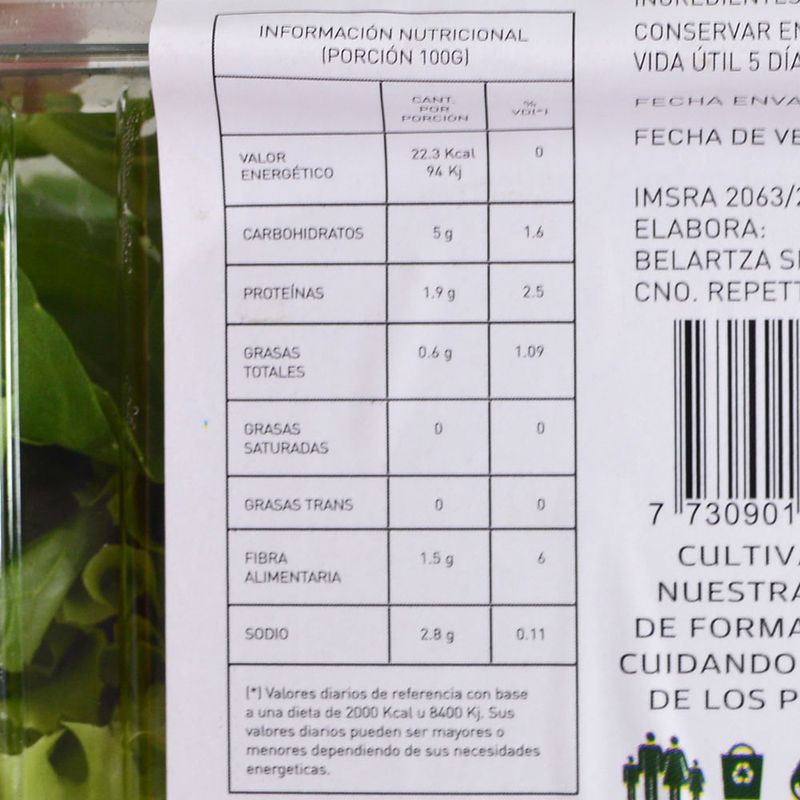 INFORMACIÓN NUTRICIONAL
(PORCIÓN 100G)
CANT. POR PORCIÓN
% VD(*)
VALOR ENERGÉTICO 22.3 Kcal 94 Kj 0
CARBOHIDRATOS 5 g 1.6
PROTEÍNAS 1.9 g 2.5
GRASAS TOTALES 0.6 g 1.09
GRASAS SATURADAS 0 0
GRASAS TRANS 0 0
FIBRA ALIMENTARIA 1.5 g 6
SODIO 2.8 g 0.11
(*) Valores diarios de referencia con base
a una dieta de 2000 Kcal u 8400 Kj. Sus
valores diarios pueden ser mayores o
menores dependiendo de sus necesidades
energeticas.
CONSERVAR EN
VIDA ÚTIL 5 DÍA
FECHA ENVA
FECHA DE VE
IMSRA 2063/2
ELABORA:
BELARTZA
CNO. REPETT
7 730901
CULTIVA
NUESTRA
DE FORMA
CUIDANDO
DE LOS P